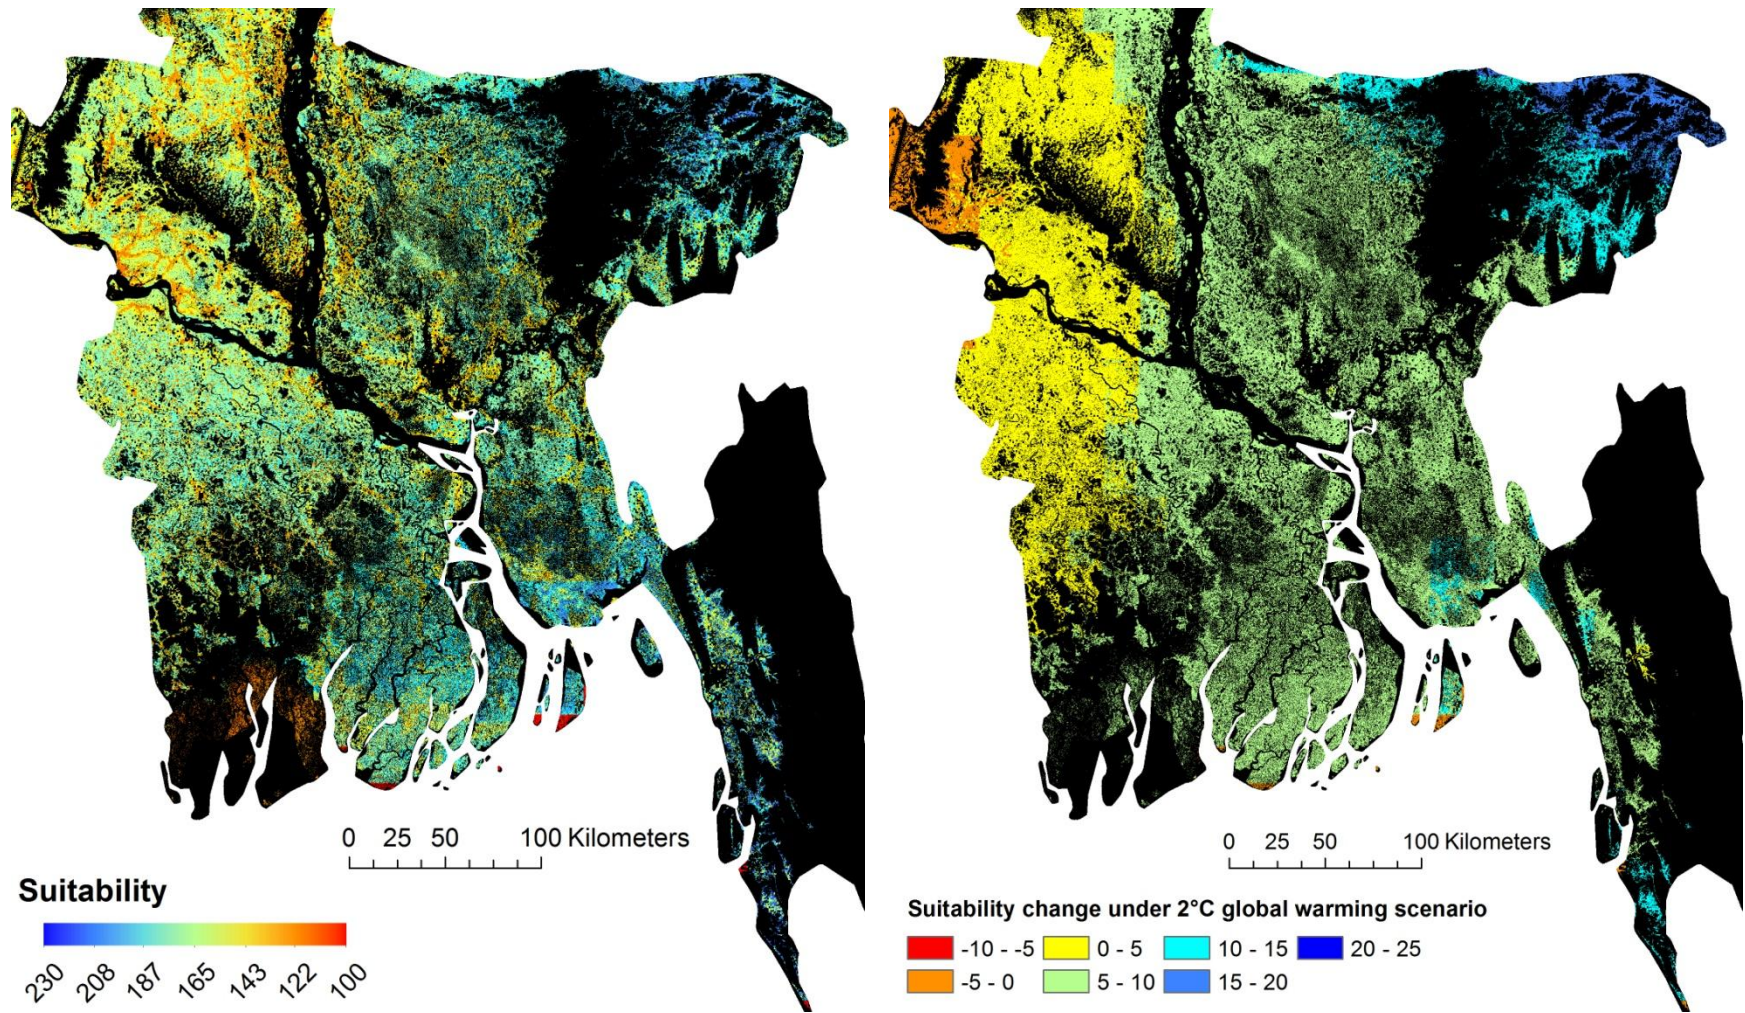 0 25 50 100 Kilometers
Suitability
230 208 187 165 143 122 100
0 25 50 100 Kilometers
Suitability change under 2°C global warming scenario
-10 - -5 0 - 5 10 - 15 20 - 25
-5 - 0 5 - 10 15 - 20